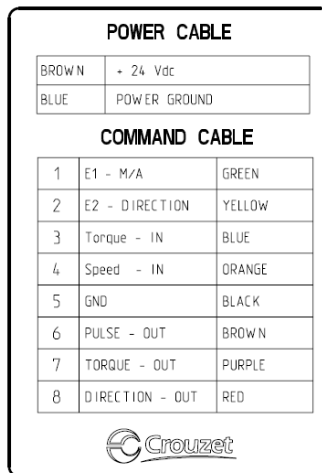 POWER CABLE
BROWN + 24 Vdc
BLUE POWER GROUND
COMMAND CABLE
1 E1 - M/A GREEN
2 E2 - DIRECTION YELLOW
3 Torque - IN BLUE
4 Speed - IN ORANGE
5 GND BLACK
6 PULSE - OUT BROWN
7 TORQUE - OUT PURPLE
8 DIRECTION - OUT RED
Crouzet